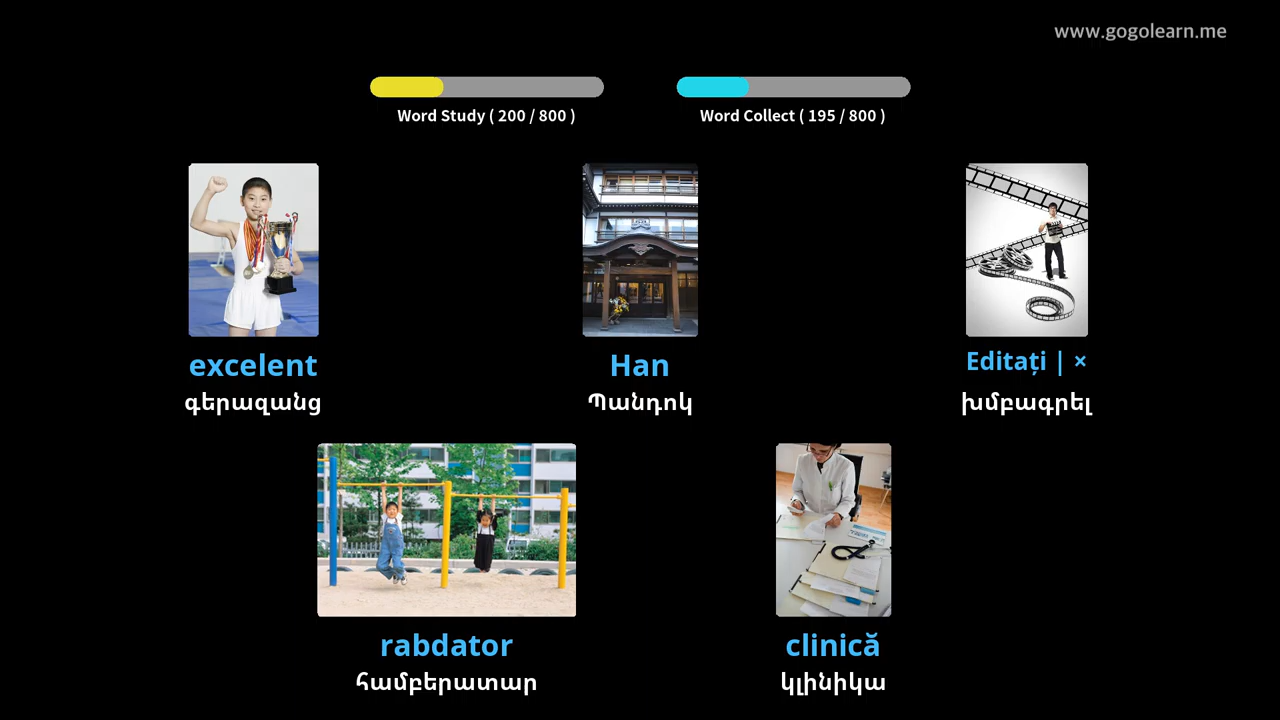 www.gogolearn.me
Word Study ( 200 / 800 )
Word Collect ( 195 / 800 )
excelent
գերազանց
Han
Պանդոկ
Editați | ×
խմբագրել
rabdator
համբերատար
clinică
կլինիկա